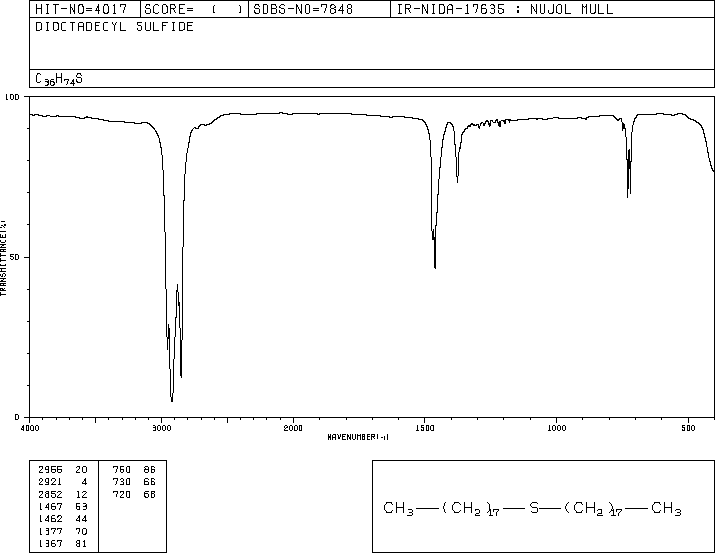 HIT-NO=4017 SCORE= ( ) SDBS-NO=7848 IR-NIDA-17635 : NUJOL MULL
DIOCTADECYL SULFIDE
C36H74S
100
50
0
TRANSMITTANCE(%)
4000 3000 2000 1500 1000 500
WAVENUMBER(-1)
2966 20 760 86
2921 4 730 66
2852 12 720 68
1467 63
1462 44
1377 70
1367 81
CH3—(CH2)17—S—(CH2)17—CH3